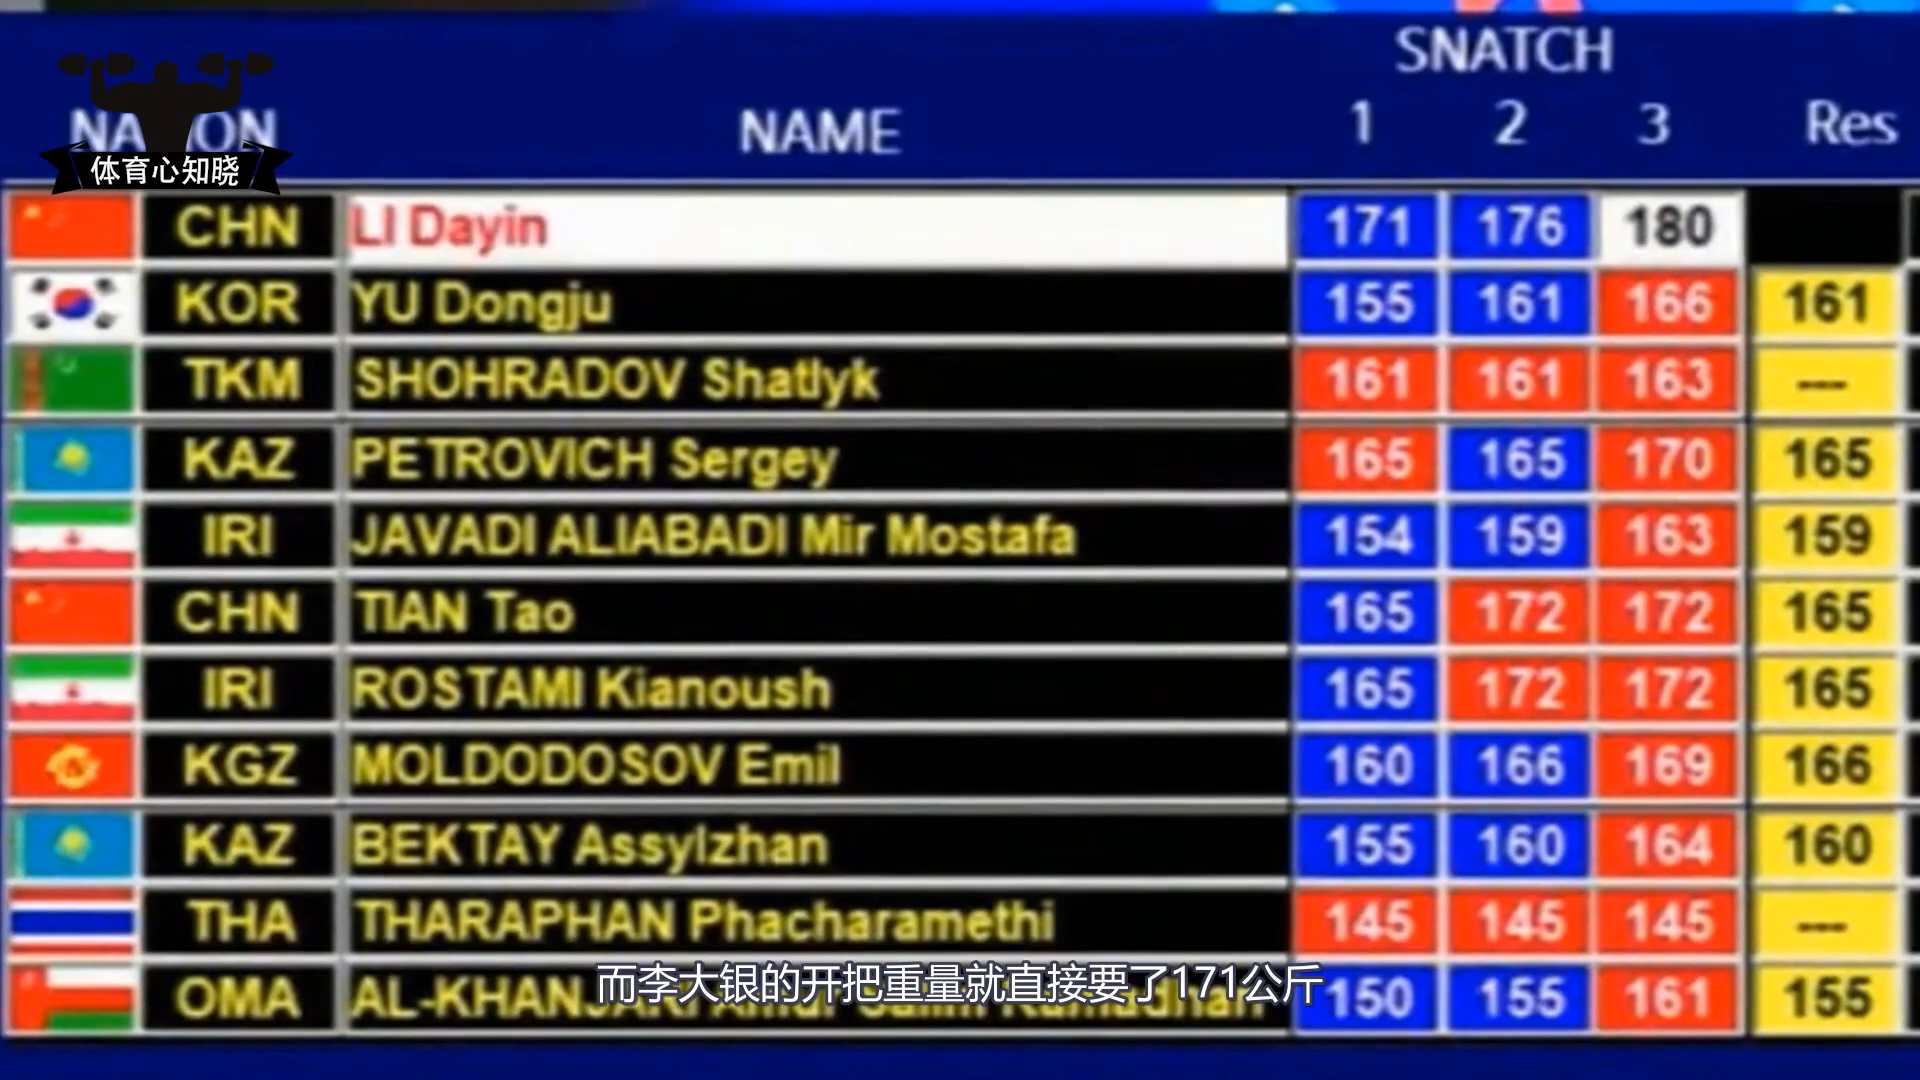 SNATCH
NATION NAME 1 2 3 Res
体育心知晓
CHN LI Dayin 171 176 180
KOR YU Dongju 155 161 166 161
TKM SHOHRADOV Shatlyk 161 161 163 ---
KAZ PETROVICH Sergey 165 165 170 165
IRI JAVADI ALIABADI Mir Mostafa 154 159 163 159
CHN TIAN Tao 165 172 172 165
IRI ROSTAMI Kianoush 165 172 172 165
KGZ MOLDODOSOV Emil 160 166 169 166
KAZ BEKTAY Assylzhan 155 160 164 160
THA THARAPHAN Phacharamethi 145 145 145 ---
OMA AL-KHANJARI Amur Salim Ramadhan 150 155 161 155
而李大银的开把重量就直接要了171公斤